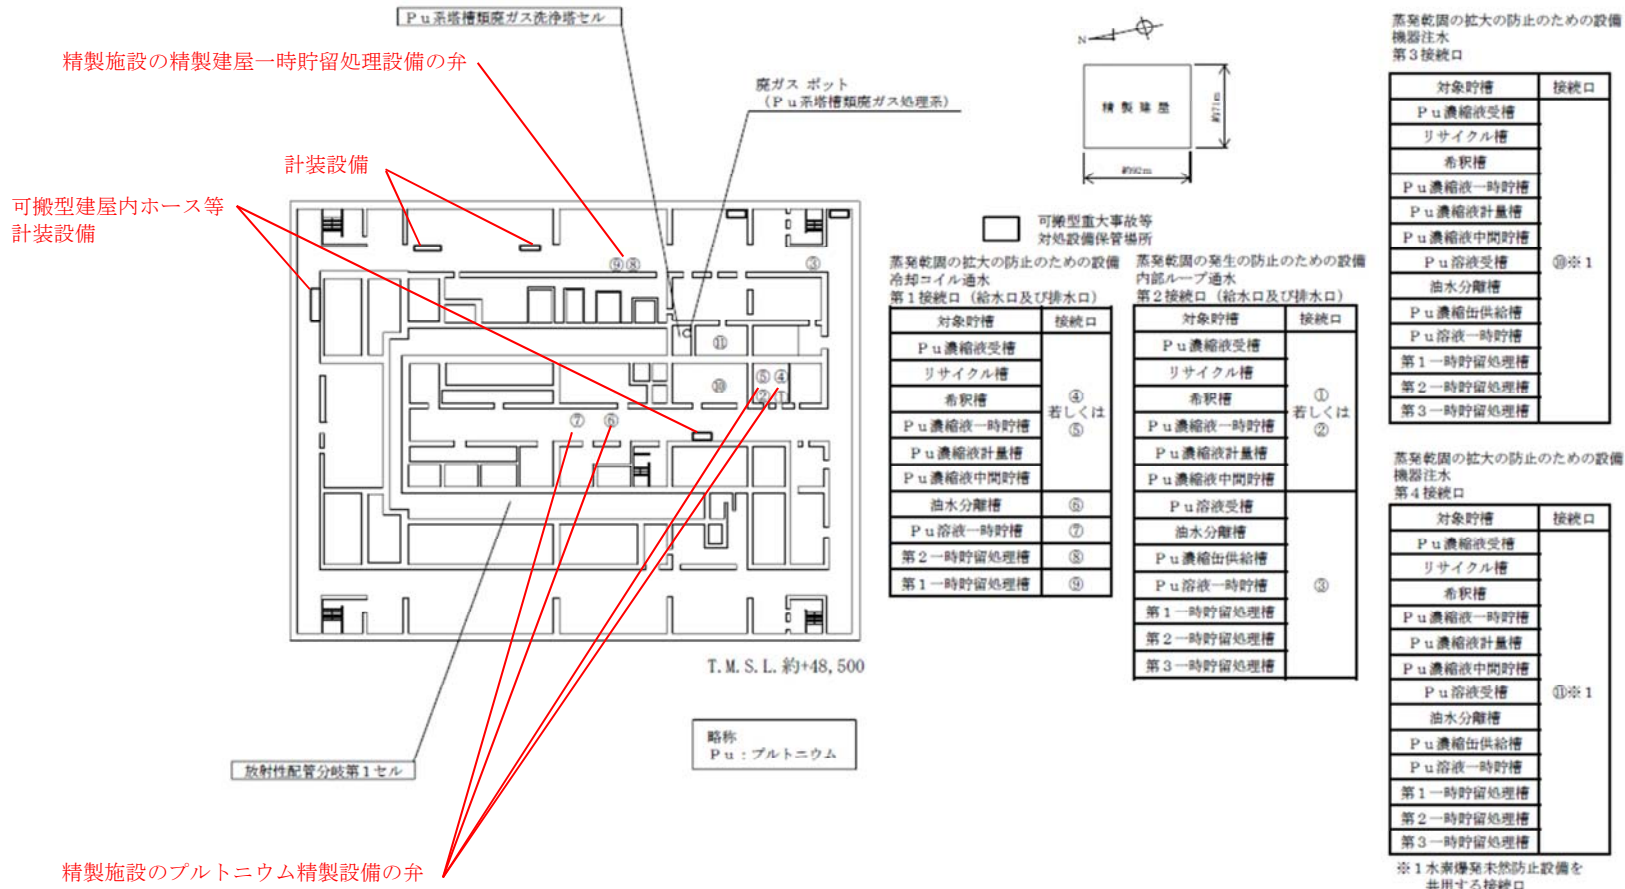 Ｐｕ系塔槽類廃ガス洗浄塔セル
精製施設の精製建屋一時貯留処理設備の弁
廃ガス ポット
（Ｐｕ系塔槽類廃ガス処理系）
計装設備
可搬型建屋内ホース等
計装設備
N
精製建屋
約71m
約92m
可搬型重大事故等
対処設備保管場所
⑨⑧
③
⑪
⑩
⑤④
②①
⑦
⑥
T.M.S.L.約+48,500
略称
Ｐｕ：プルトニウム
放射性配管分岐第１セル
精製施設のプルトニウム精製設備の弁
蒸発乾固の拡大の防止のための設備
冷却コイル通水
第１接続口（給水口及び排水口）
対象貯槽 接続口
Ｐｕ濃縮液受槽
リサイクル槽
希釈槽
Ｐｕ濃縮液一時貯槽
Ｐｕ濃縮液計量槽
Ｐｕ濃縮液中間貯槽
④
若しくは
⑤
油水分離槽 ⑥
Ｐｕ溶液一時貯槽 ⑦
第２一時貯留処理槽 ⑧
第１一時貯留処理槽 ⑨
蒸発乾固の発生の防止のための設備
内部ループ通水
第２接続口（給水口及び排水口）
対象貯槽 接続口
Ｐｕ濃縮液受槽
リサイクル槽
希釈槽
Ｐｕ濃縮液一時貯槽
Ｐｕ濃縮液計量槽
Ｐｕ濃縮液中間貯槽
①
若しくは
②
Ｐｕ溶液受槽
油水分離槽
Ｐｕ濃縮缶供給槽
Ｐｕ溶液一時貯槽
第１一時貯留処理槽
第２一時貯留処理槽
第３一時貯留処理槽
③
蒸発乾固の拡大の防止のための設備
機器注水
第３接続口
対象貯槽 接続口
Ｐｕ濃縮液受槽
リサイクル槽
希釈槽
Ｐｕ濃縮液一時貯槽
Ｐｕ濃縮液計量槽
Ｐｕ濃縮液中間貯槽
Ｐｕ溶液受槽
油水分離槽
Ｐｕ濃縮缶供給槽
Ｐｕ溶液一時貯槽
第１一時貯留処理槽
第２一時貯留処理槽
第３一時貯留処理槽
⑩※１
蒸発乾固の拡大の防止のための設備
機器注水
第４接続口
対象貯槽 接続口
Ｐｕ濃縮液受槽
リサイクル槽
希釈槽
Ｐｕ濃縮液一時貯槽
Ｐｕ濃縮液計量槽
Ｐｕ濃縮液中間貯槽
Ｐｕ溶液受槽
油水分離槽
Ｐｕ濃縮缶供給槽
Ｐｕ溶液一時貯槽
第１一時貯留処理槽
第２一時貯留処理槽
第３一時貯留処理槽
⑪※１
※１水素爆発未然防止設備を
共用する接続口